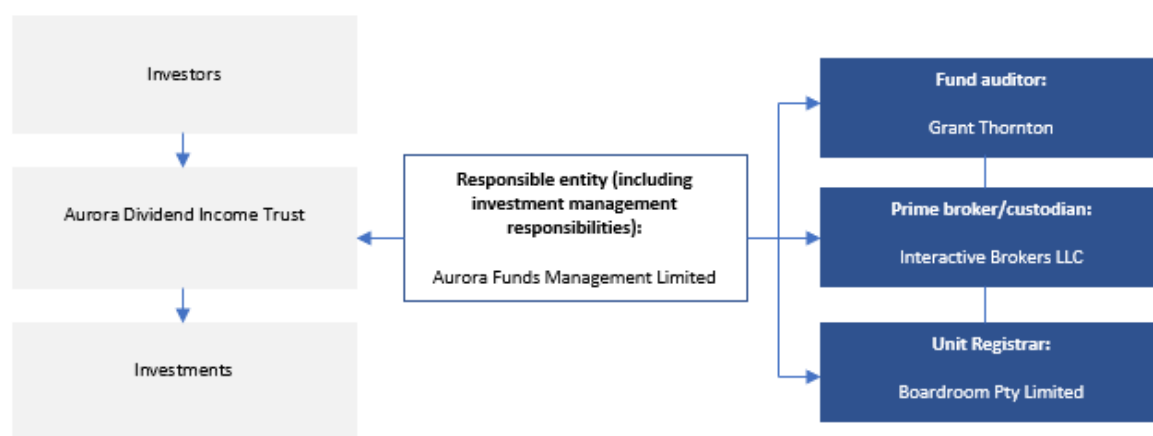 Investors
Aurora Dividend Income Trust
Investments
Responsible entity (including
investment management
responsibilities):
Aurora Funds Management Limited
Fund auditor:
Grant Thornton
Prime broker/custodian:
Interactive Brokers LLC
Unit Registrar:
Boardroom Pty Limited